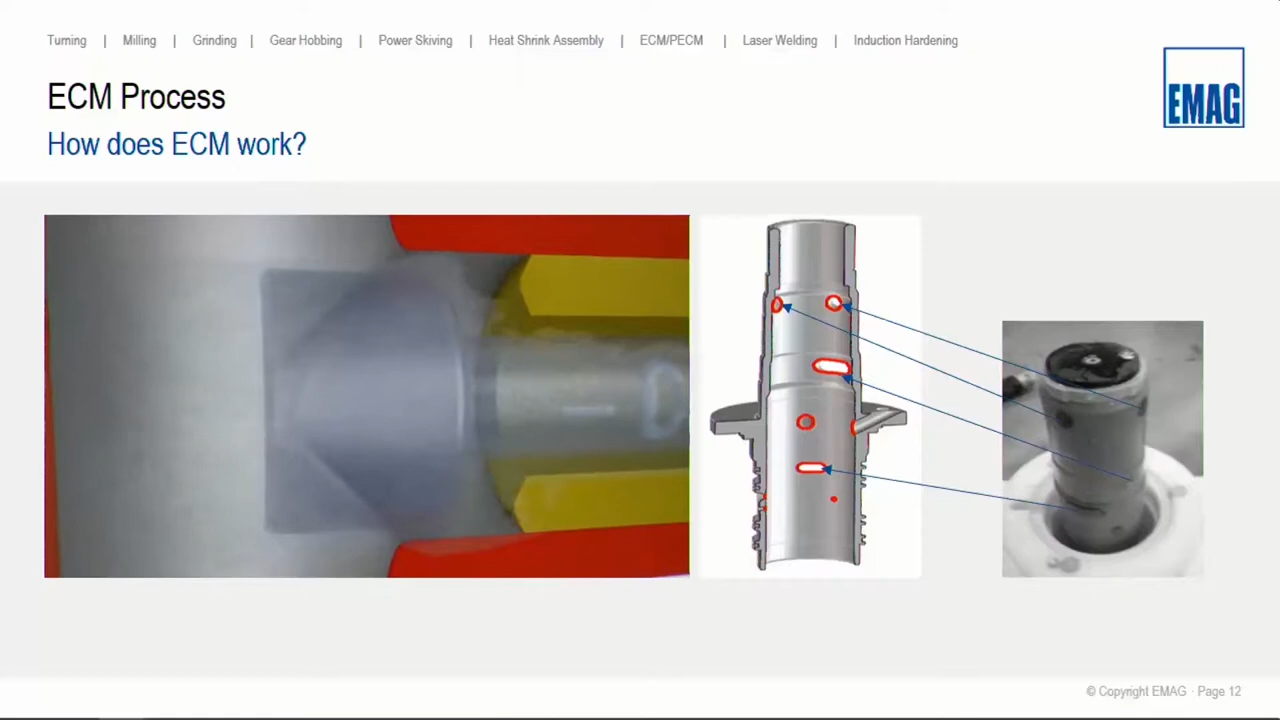 Turning | Milling | Grinding | Gear Hobbing | Power Skiving | Heat Shrink Assembly | ECM/PECM | Laser Welding | Induction Hardening
EMAG
ECM Process
How does ECM work?
© Copyright EMAG · Page 12